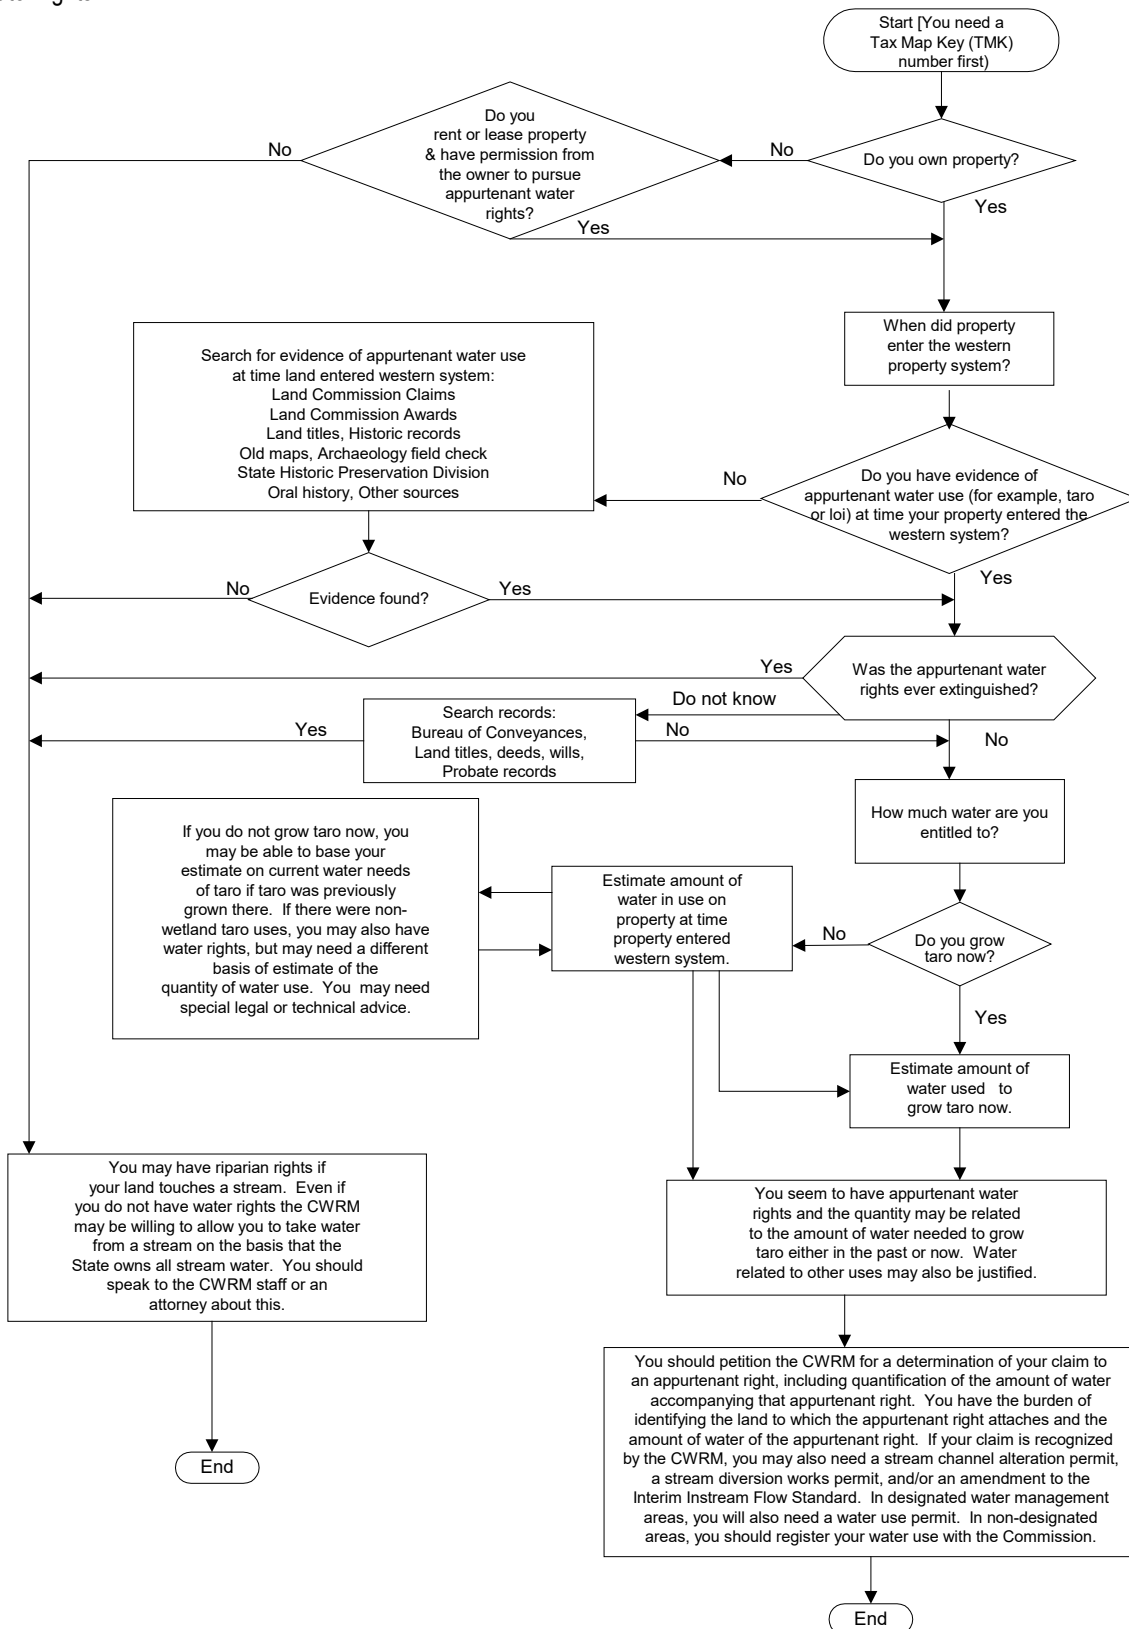 Start [You need a
Tax Map Key (TMK)
number first)
Do you own property?
No
Yes
Do you
rent or lease property
& have permission from
the owner to pursue
appurtenant water
rights?
No
Yes
When did property
enter the western
property system?
Do you have evidence of
appurtenant water use (for example, taro
or loi) at time your property entered the
western system?
No
Yes
Search for evidence of appurtenant water use
at time land entered western system:
Land Commission Claims
Land Commission Awards
Land titles, Historic records
Old maps, Archaeology field check
State Historic Preservation Division
Oral history, Other sources
Evidence found?
No
Yes
Was the appurtenant water
rights ever extinguished?
Yes
Do not know
No
Search records:
Bureau of Conveyances,
Land titles, deeds, wills,
Probate records
Yes
No
How much water are you
entitled to?
Do you grow
taro now?
No
Yes
Estimate amount of
water in use on
property at time
property entered
western system.
If you do not grow taro now, you
may be able to base your
estimate on current water needs
of taro if taro was previously
grown there. If there were non-
wetland taro uses, you may also have
water rights, but may need a different
basis of estimate of the
quantity of water use. You may need
special legal or technical advice.
Estimate amount of
water used to
grow taro now.
You may have riparian rights if
your land touches a stream. Even if
you do not have water rights the CWRM
may be willing to allow you to take water
from a stream on the basis that the
State owns all stream water. You should
speak to the CWRM staff or an
attorney about this.
End
You seem to have appurtenant water
rights and the quantity may be related
to the amount of water needed to grow
taro either in the past or now. Water
related to other uses may also be justified.
You should petition the CWRM for a determination of your claim to
an appurtenant right, including quantification of the amount of water
accompanying that appurtenant right. You have the burden of
identifying the land to which the appurtenant right attaches and the
amount of water of the appurtenant right. If your claim is recognized
by the CWRM, you may also need a stream channel alteration permit,
a stream diversion works permit, and/or an amendment to the
Interim Instream Flow Standard. In designated water management
areas, you will also need a water use permit. In non-designated
areas, you should register your water use with the Commission.
End